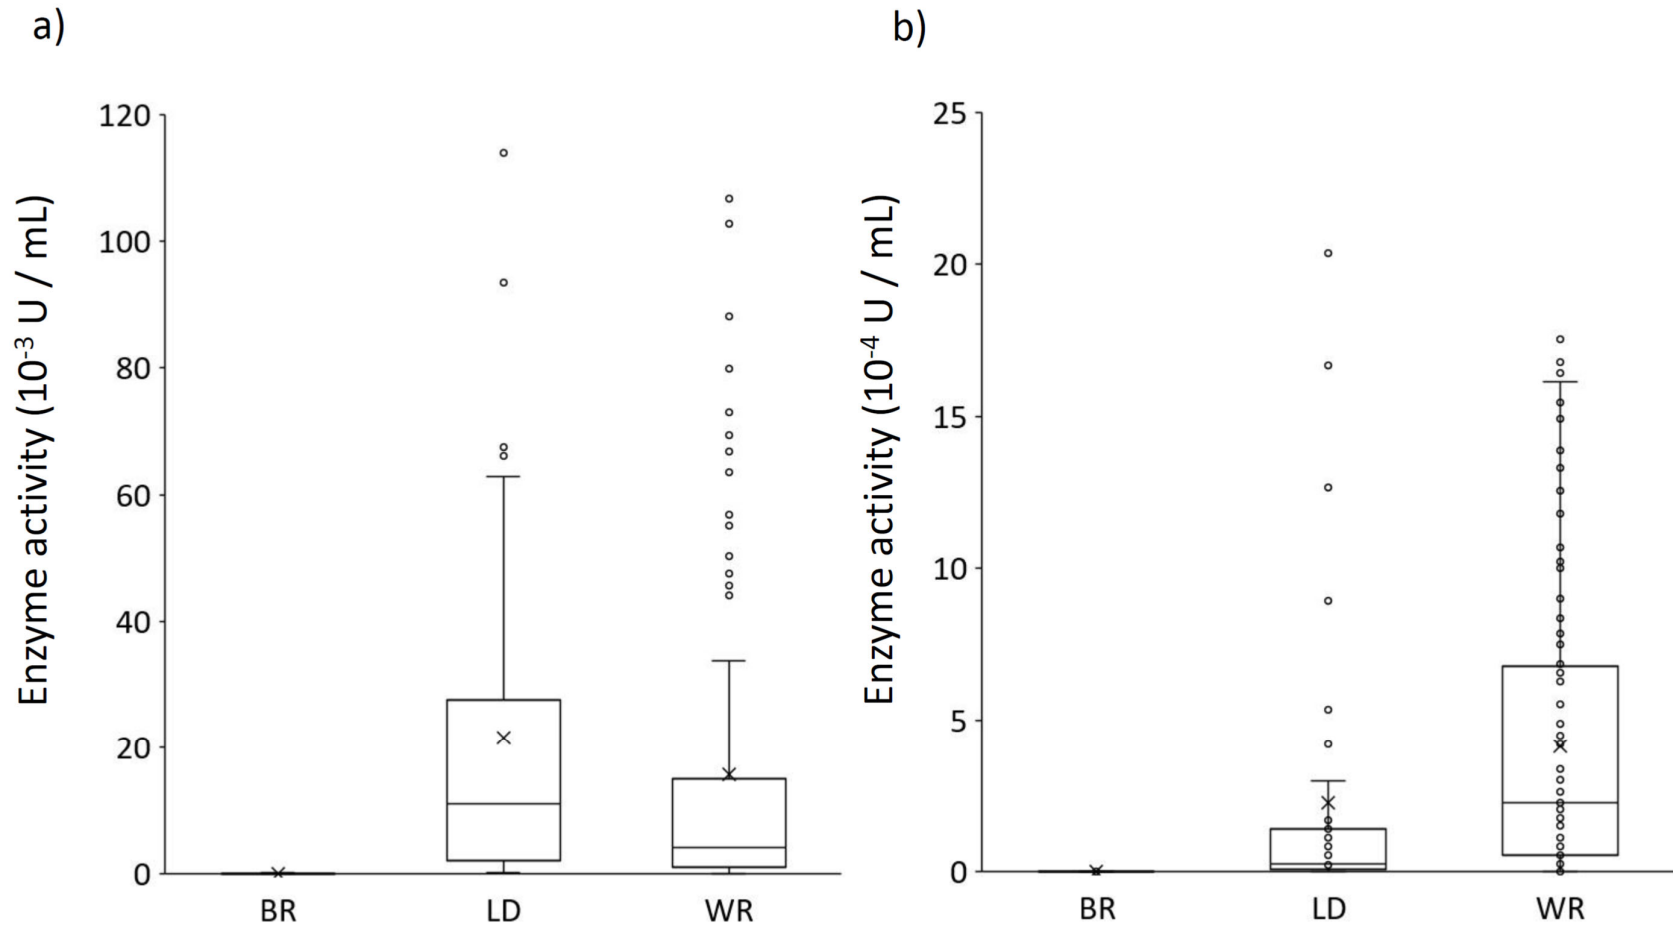 a)
Enzyme activity (10⁻³ U / mL)
120
100
80
60
40
20
0
BR LD WR
b)
Enzyme activity (10⁻⁴ U / mL)
25
20
15
10
5
0
BR LD WR